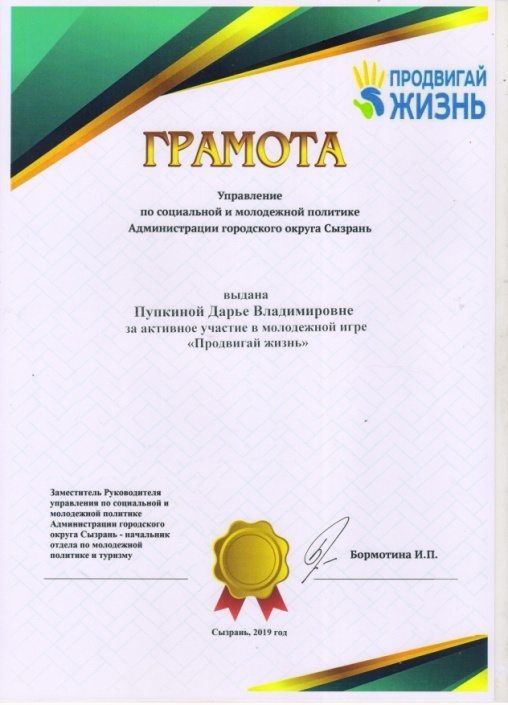 ПРОДВИГАЙ
ЖИЗНЬ
ГРАМОТА
Управление
по социальной и молодежной политике
Администрации городского округа Сызрань
выдана
Пупкиной Дарье Владимировне
за активное участие в молодежной игре
«Продвигай жизнь»
Заместитель Руководителя
управления по социальной и
молодежной политике
Администрации городского
округа Сызрань - начальник
отдела по молодежной
политике и туризму
Бормотина И.П.
Сызрань, 2019 год